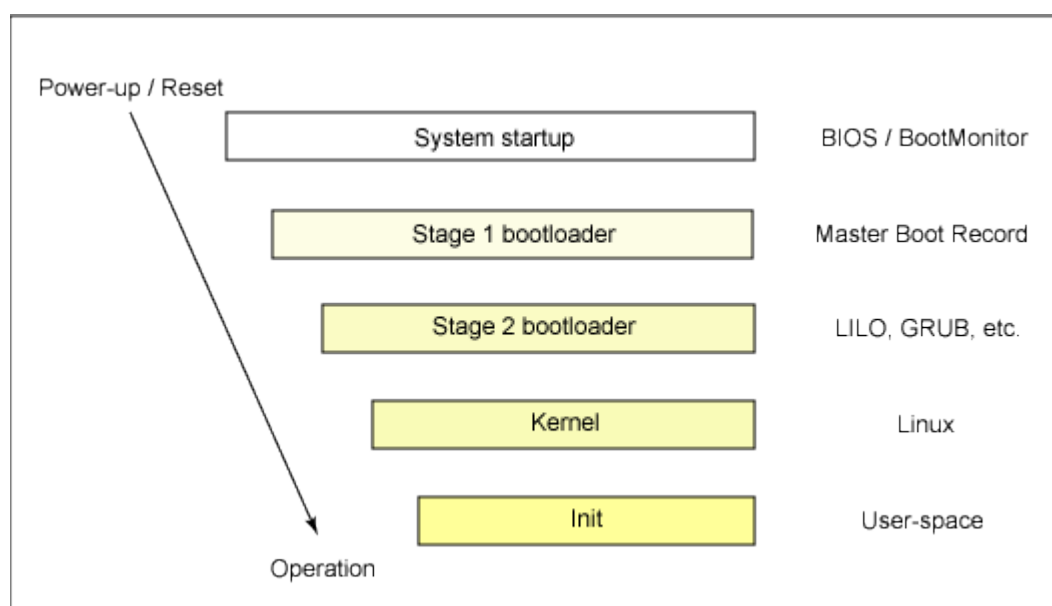 Power-up / Reset
System startup
BIOS / BootMonitor
Stage 1 bootloader
Master Boot Record
Stage 2 bootloader
LILO, GRUB, etc.
Kernel
Linux
Init
User-space
Operation